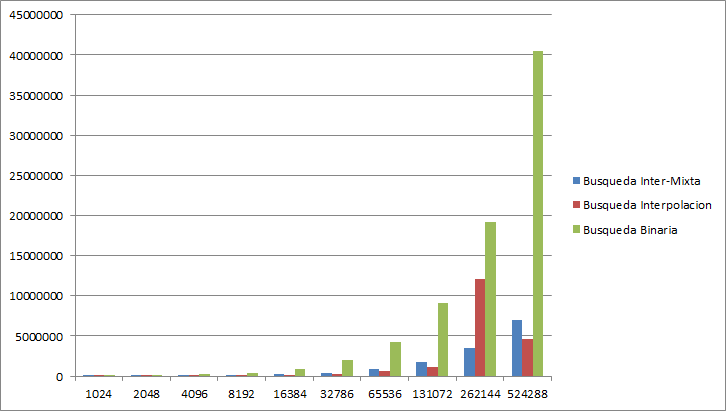 45000000
40000000
35000000
30000000
25000000
20000000
15000000
10000000
5000000
0
1024 2048 4096 8192 16384 32786 65536 131072 262144 524288
Busqueda Inter-Mixta
Busqueda Interpolacion
Busqueda Binaria